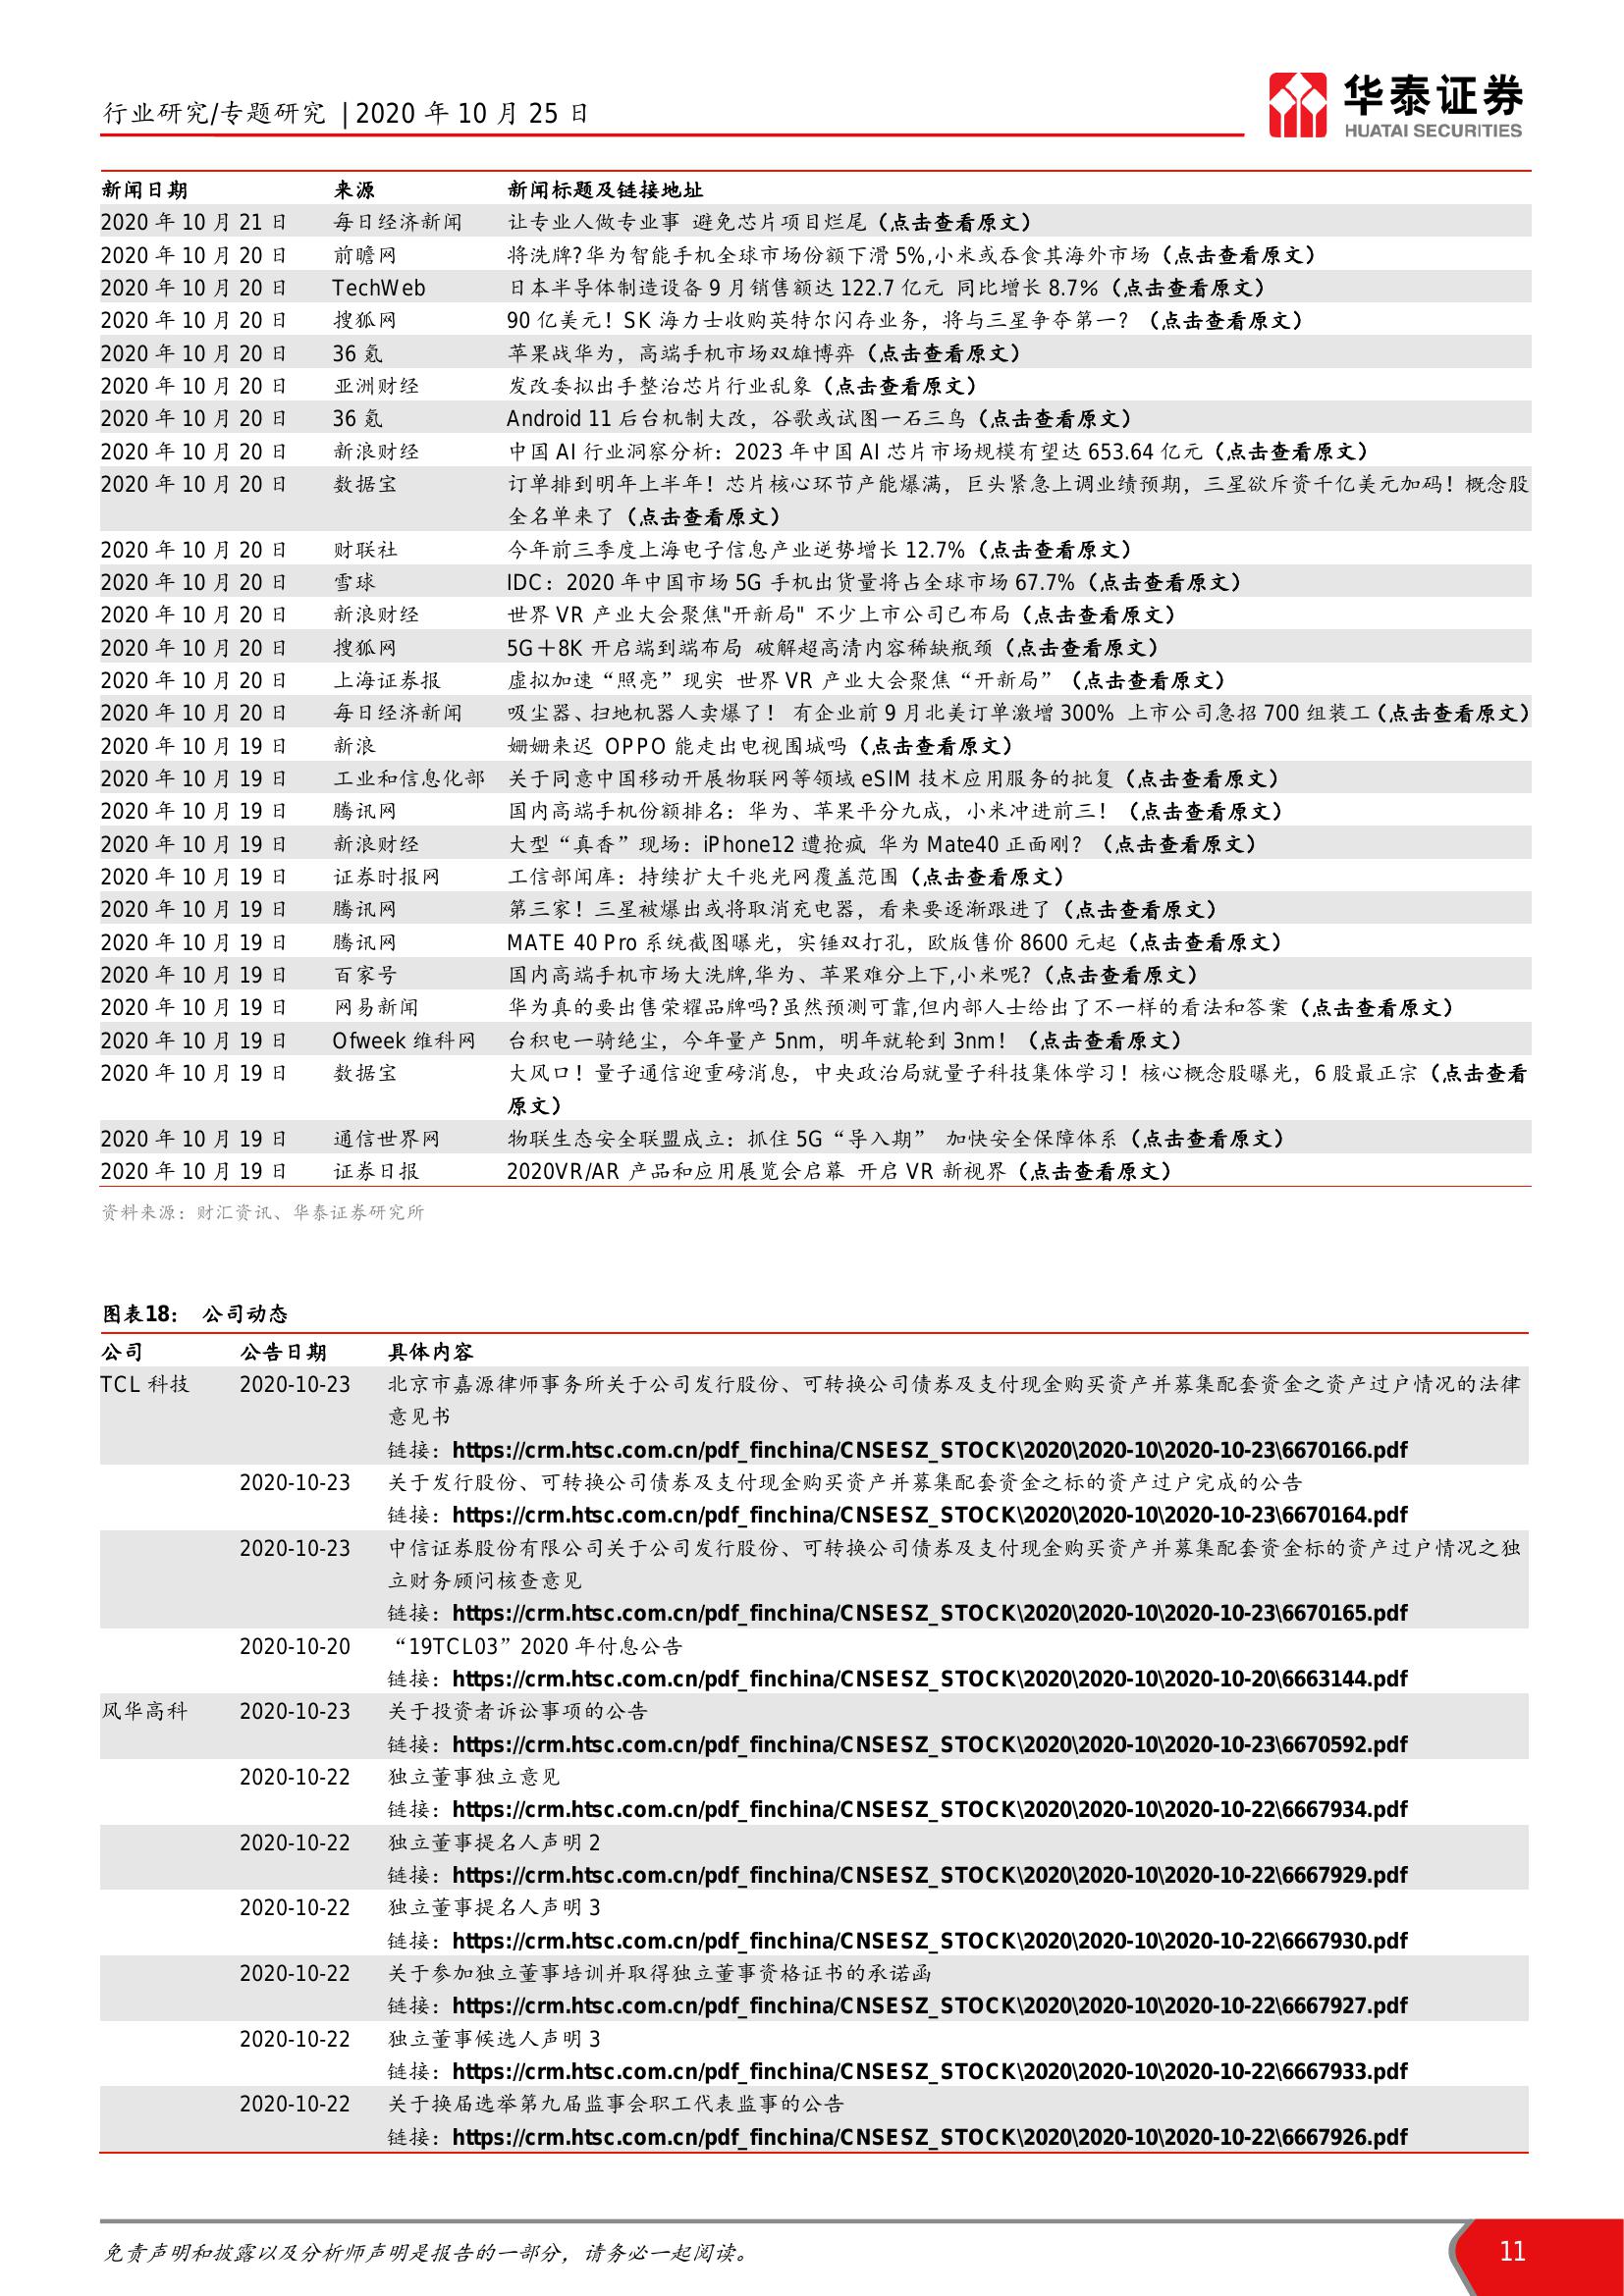 行业研究/专题研究 | 2020 年 10 月 25 日
华泰证券
HUATAI SECURITIES
新闻日期 来源 新闻标题及链接地址
2020 年 10 月 21 日 每日经济新闻 让专业人做专业事 避免芯片项目烂尾（点击查看原文）
2020 年 10 月 20 日 前瞻网 将洗牌?华为智能手机全球市场份额下滑 5%,小米或吞食其海外市场（点击查看原文）
2020 年 10 月 20 日 TechWeb 日本半导体制造设备 9 月销售额达 122.7 亿元 同比增长 8.7%（点击查看原文）
2020 年 10 月 20 日 搜狐网 90 亿美元！SK 海力士收购英特尔闪存业务，将与三星争夺第一？（点击查看原文）
2020 年 10 月 20 日 36 氪 苹果战华为，高端手机市场双雄博弈（点击查看原文）
2020 年 10 月 20 日 亚洲财经 发改委拟出手整治芯片行业乱象（点击查看原文）
2020 年 10 月 20 日 36 氪 Android 11 后台机制大改，谷歌或试图一石三鸟（点击查看原文）
2020 年 10 月 20 日 新浪财经 中国 AI 行业洞察分析：2023 年中国 AI 芯片市场规模有望达 653.64 亿元（点击查看原文）
2020 年 10 月 20 日 数据宝 订单排到明年上半年！芯片核心环节产能爆满，巨头紧急上调业绩预期，三星欲斥资千亿美元加码！概念股
全名单来了（点击查看原文）
2020 年 10 月 20 日 财联社 今年前三季度上海电子信息产业逆势增长 12.7%（点击查看原文）
2020 年 10 月 20 日 雪球 IDC：2020 年中国市场 5G 手机出货量将占全球市场 67.7%（点击查看原文）
2020 年 10 月 20 日 新浪财经 世界 VR 产业大会聚焦"开新局" 不少上市公司已布局（点击查看原文）
2020 年 10 月 20 日 搜狐网 5G＋8K 开启端到端布局 破解超高清内容稀缺瓶颈（点击查看原文）
2020 年 10 月 20 日 上海证券报 虚拟加速“照亮”现实 世界 VR 产业大会聚焦“开新局”（点击查看原文）
2020 年 10 月 20 日 每日经济新闻 吸尘器、扫地机器人卖爆了！ 有企业前 9 月北美订单激增 300% 上市公司急招 700 组装工（点击查看原文）
2020 年 10 月 19 日 新浪 姗姗来迟 OPPO 能走出电视围城吗（点击查看原文）
2020 年 10 月 19 日 工业和信息化部 关于同意中国移动开展物联网等领域 eSIM 技术应用服务的批复（点击查看原文）
2020 年 10 月 19 日 腾讯网 国内高端手机份额排名：华为、苹果平分九成，小米冲进前三！（点击查看原文）
2020 年 10 月 19 日 新浪财经 大型“真香”现场：iPhone12 遭抢疯 华为 Mate40 正面刚？（点击查看原文）
2020 年 10 月 19 日 证券时报网 工信部闻库：持续扩大千兆光网覆盖范围（点击查看原文）
2020 年 10 月 19 日 腾讯网 第三家！三星被爆出或将取消充电器，看来要逐渐跟进了（点击查看原文）
2020 年 10 月 19 日 腾讯网 MATE 40 Pro 系统截图曝光，实锤双打孔，欧版售价 8600 元起（点击查看原文）
2020 年 10 月 19 日 百家号 国内高端手机市场大洗牌,华为、苹果难分上下,小米呢?（点击查看原文）
2020 年 10 月 19 日 网易新闻 华为真的要出售荣耀品牌吗?虽然预测可靠,但内部人士给出了不一样的看法和答案（点击查看原文）
2020 年 10 月 19 日 Ofweek 维科网 台积电一骑绝尘，今年量产 5nm，明年就轮到 3nm！（点击查看原文）
2020 年 10 月 19 日 数据宝 大风口！量子通信迎重磅消息，中央政治局就量子科技集体学习！核心概念股曝光，6 股最正宗（点击查看
原文）
2020 年 10 月 19 日 通信世界网 物联生态安全联盟成立：抓住 5G“导入期” 加快安全保障体系（点击查看原文）
2020 年 10 月 19 日 证券日报 2020VR/AR 产品和应用展览会启幕 开启 VR 新视界（点击查看原文）
资料来源：财汇资讯、华泰证券研究所
图表18： 公司动态
公司 公告日期 具体内容
TCL 科技 2020-10-23 北京市嘉源律师事务所关于公司发行股份、可转换公司债券及支付现金购买资产并募集配套资金之资产过户情况的法律
意见书
链接：https://crm.htsc.com.cn/pdf_finchina/CNSESZ_STOCK\2020\2020-10\2020-10-23\6670166.pdf
2020-10-23 关于发行股份、可转换公司债券及支付现金购买资产并募集配套资金之标的资产过户完成的公告
链接：https://crm.htsc.com.cn/pdf_finchina/CNSESZ_STOCK\2020\2020-10\2020-10-23\6670164.pdf
2020-10-23 中信证券股份有限公司关于公司发行股份、可转换公司债券及支付现金购买资产并募集配套资金标的资产过户情况之独
立财务顾问核查意见
链接：https://crm.htsc.com.cn/pdf_finchina/CNSESZ_STOCK\2020\2020-10\2020-10-23\6670165.pdf
2020-10-20 “19TCL03”2020 年付息公告
链接：https://crm.htsc.com.cn/pdf_finchina/CNSESZ_STOCK\2020\2020-10\2020-10-20\6663144.pdf
风华高科 2020-10-23 关于投资者诉讼事项的公告
链接：https://crm.htsc.com.cn/pdf_finchina/CNSESZ_STOCK\2020\2020-10\2020-10-23\6670592.pdf
2020-10-22 独立董事独立意见
链接：https://crm.htsc.com.cn/pdf_finchina/CNSESZ_STOCK\2020\2020-10\2020-10-22\6667934.pdf
2020-10-22 独立董事提名人声明 2
链接：https://crm.htsc.com.cn/pdf_finchina/CNSESZ_STOCK\2020\2020-10\2020-10-22\6667929.pdf
2020-10-22 独立董事提名人声明 3
链接：https://crm.htsc.com.cn/pdf_finchina/CNSESZ_STOCK\2020\2020-10\2020-10-22\6667930.pdf
2020-10-22 关于参加独立董事培训并取得独立董事资格证书的承诺函
链接：https://crm.htsc.com.cn/pdf_finchina/CNSESZ_STOCK\2020\2020-10\2020-10-22\6667927.pdf
2020-10-22 独立董事候选人声明 3
链接：https://crm.htsc.com.cn/pdf_finchina/CNSESZ_STOCK\2020\2020-10\2020-10-22\6667933.pdf
2020-10-22 关于换届选举第九届监事会职工代表监事的公告
链接：https://crm.htsc.com.cn/pdf_finchina/CNSESZ_STOCK\2020\2020-10\2020-10-22\6667926.pdf
免责声明和披露以及分析师声明是报告的一部分，请务必一起阅读。 11